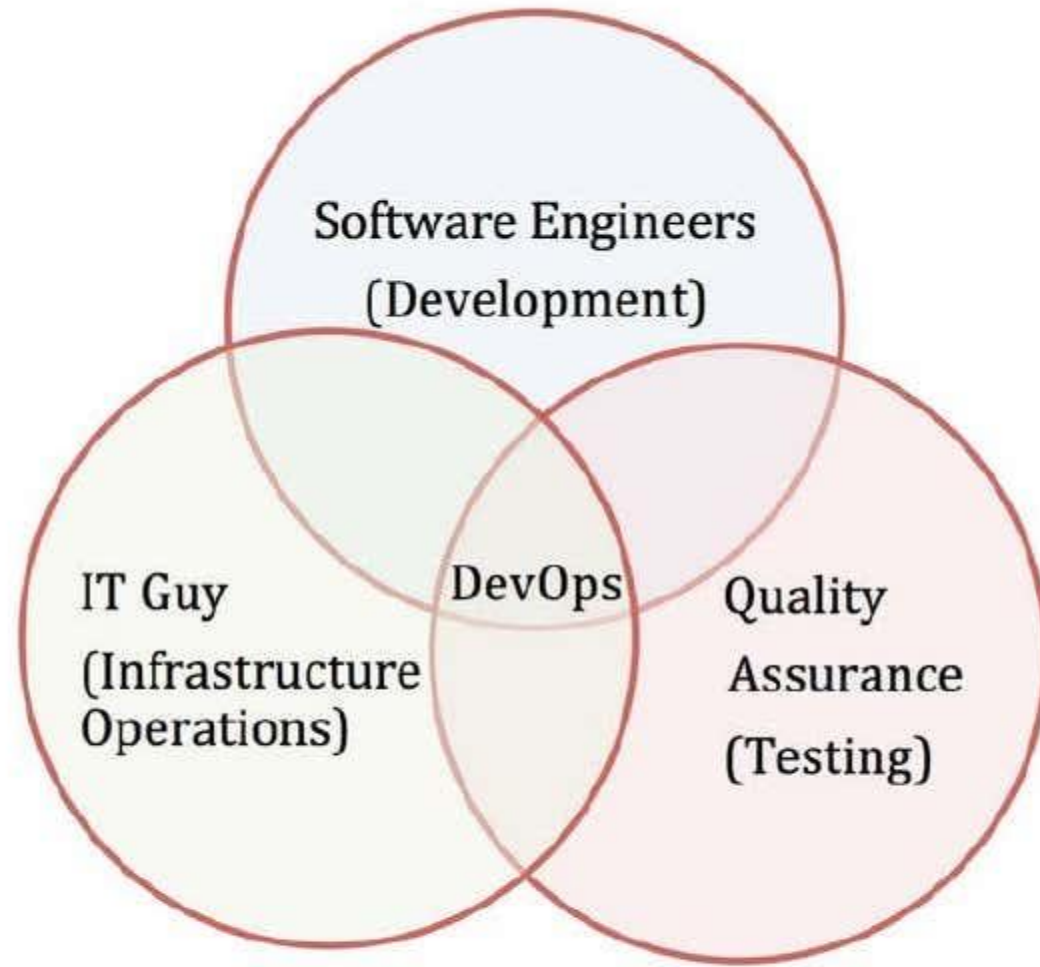 Software Engineers
(Development)
DevOps
IT Guy
(Infrastructure
Operations)
Quality
Assurance
(Testing)